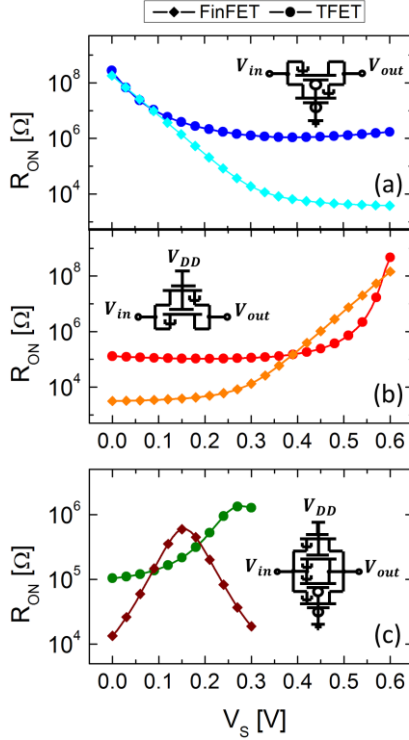 FinFET TFET
10^8
10^6
10^4
R_ON [Ω]
V_in V_out
(a)
10^8
10^6
10^4
R_ON [Ω]
V_DD
V_in V_out
(b)
0.0 0.1 0.2 0.3 0.4 0.5 0.6
10^6
10^5
10^4
R_ON [Ω]
V_DD
V_in V_out
(c)
0.0 0.1 0.2 0.3 0.4 0.5 0.6
V_S [V]